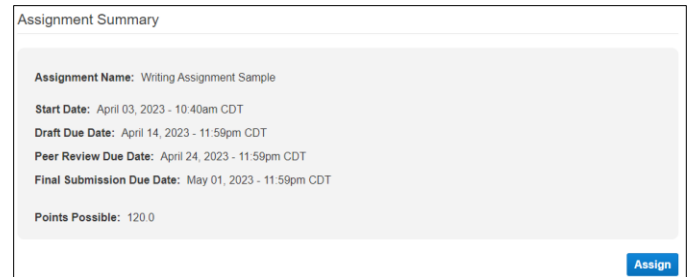 Assignment Summary
Assignment Name: Writing Assignment Sample
Start Date: April 03, 2023 - 10:40am CDT
Draft Due Date: April 14, 2023 - 11:59pm CDT
Peer Review Due Date: April 24, 2023 - 11:59pm CDT
Final Submission Due Date: May 01, 2023 - 11:59pm CDT
Points Possible: 120.0
Assign